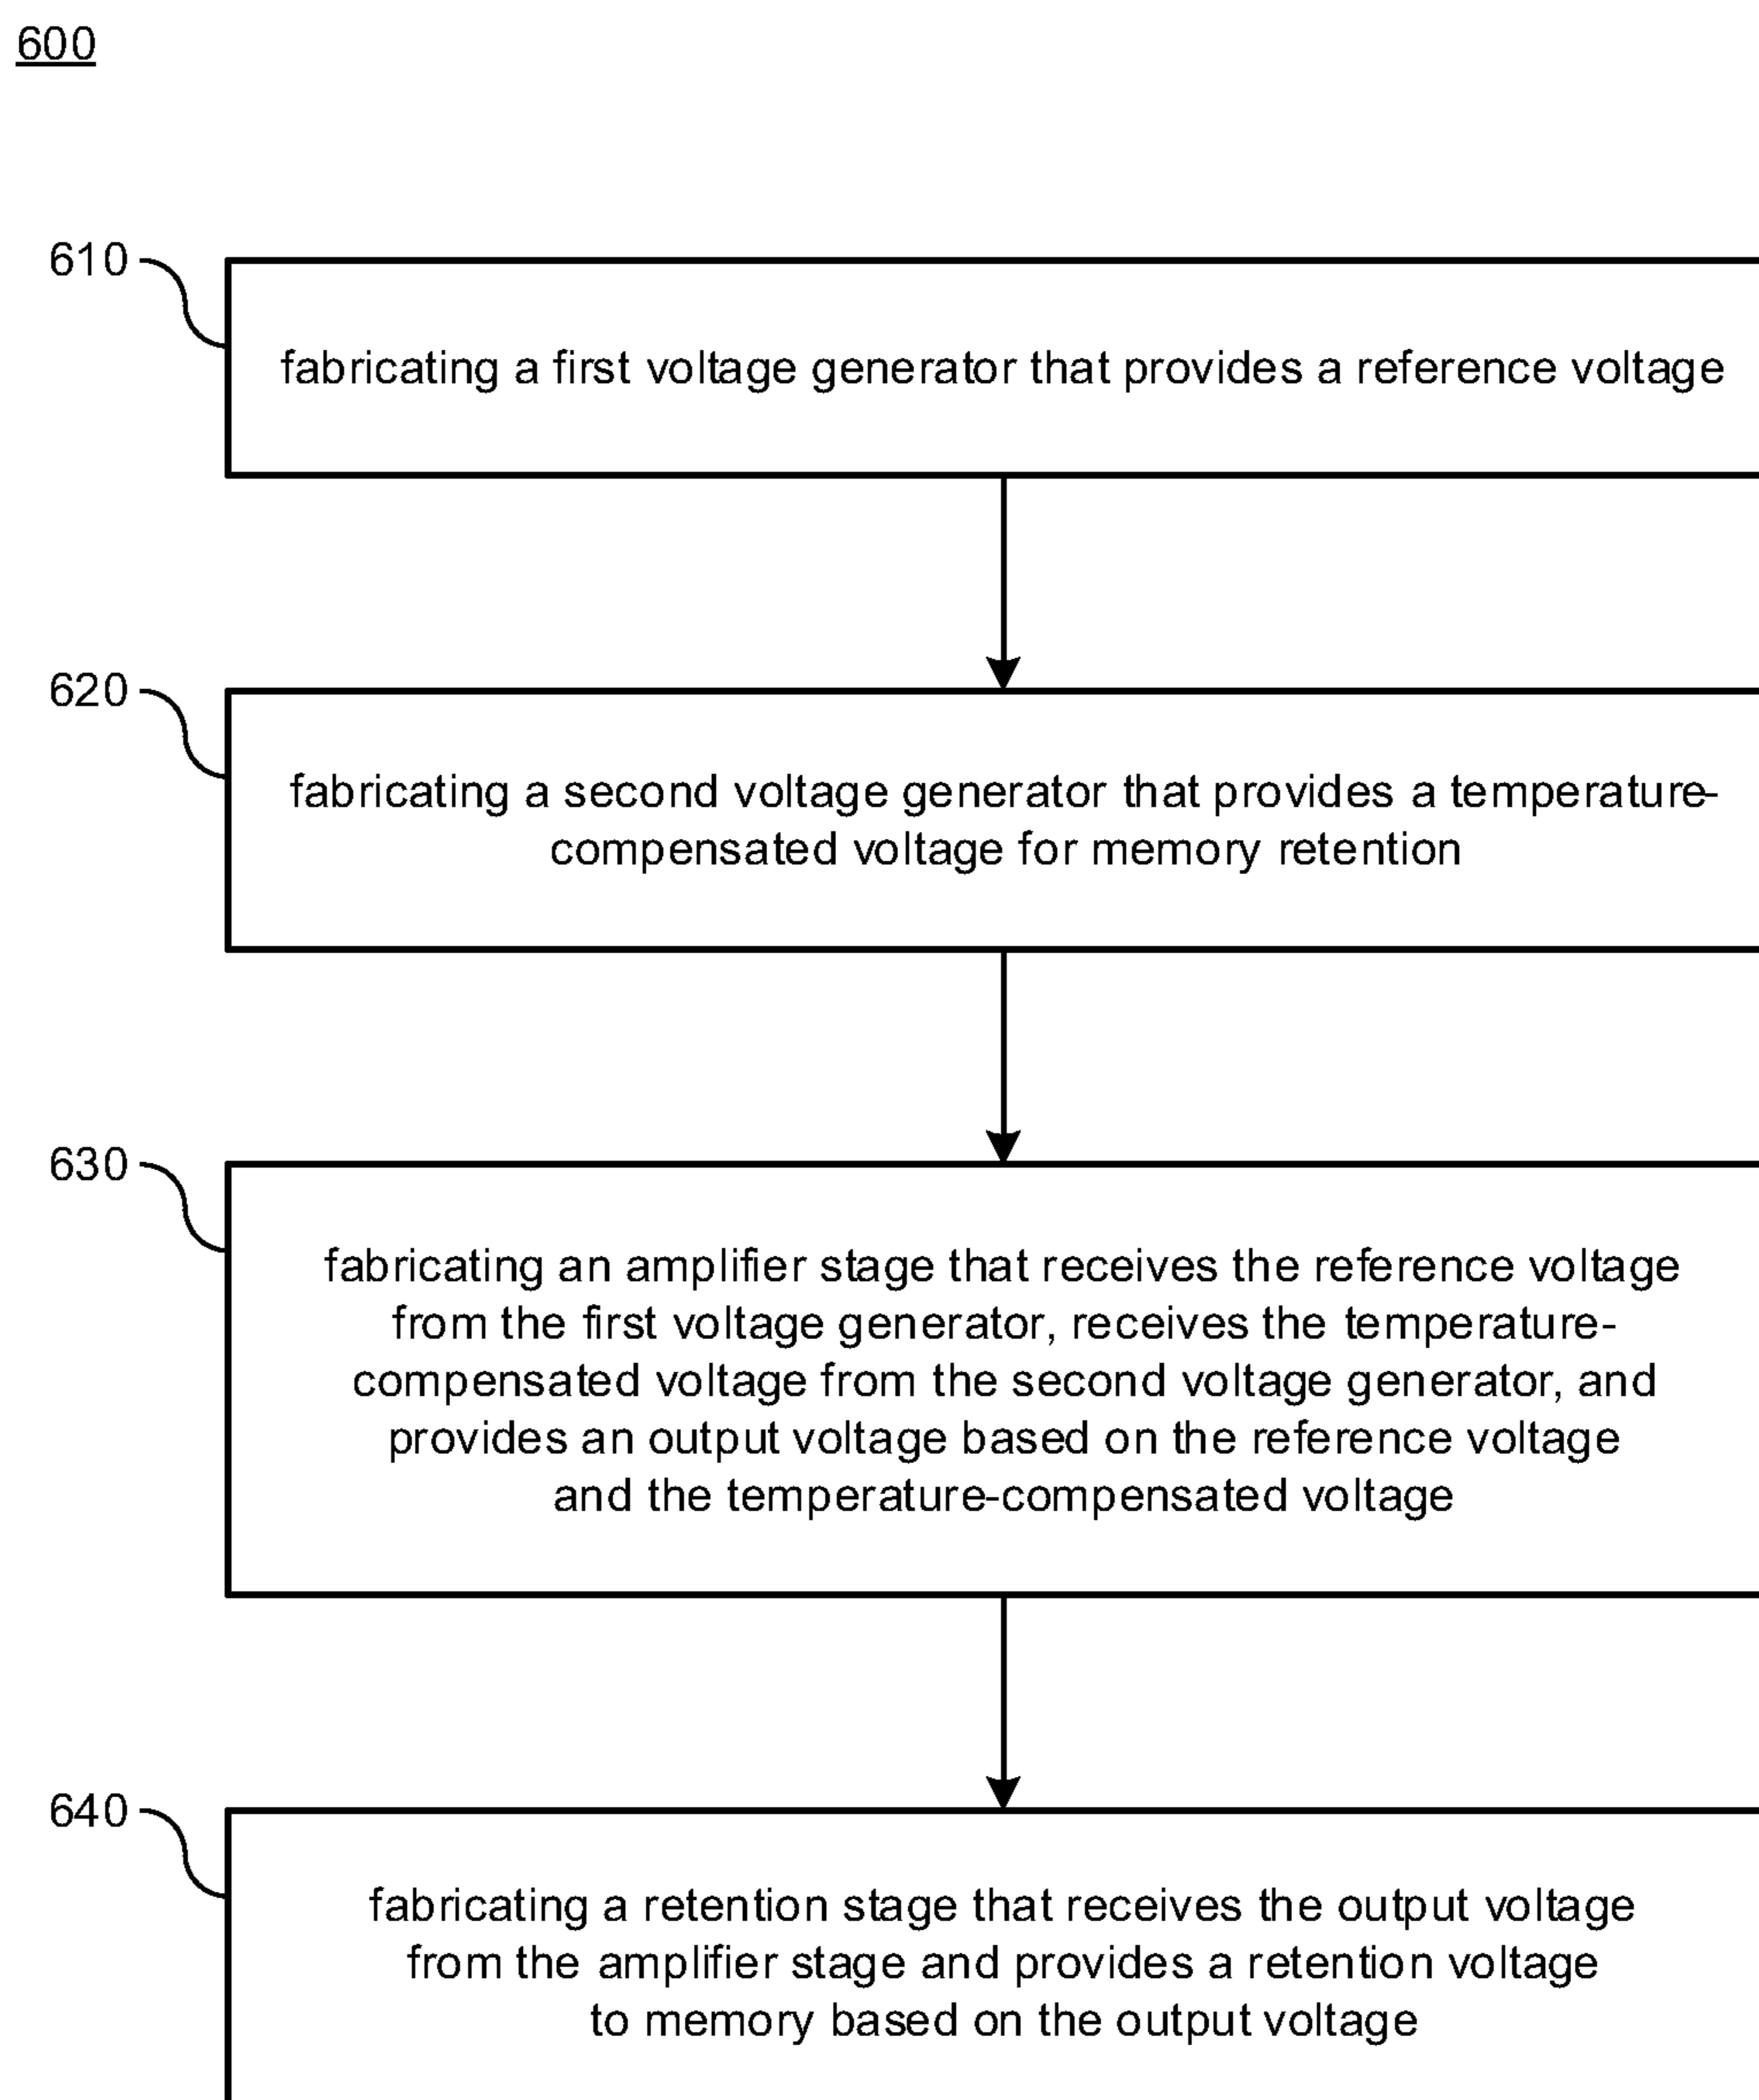 600
610
fabricating a first voltage generator that provides a reference voltage
620
fabricating a second voltage generator that provides a temperature-
compensated voltage for memory retention
630
fabricating an amplifier stage that receives the reference voltage
from the first voltage generator, receives the temperature-
compensated voltage from the second voltage generator, and
provides an output voltage based on the reference voltage
and the temperature-compensated voltage
640
fabricating a retention stage that receives the output voltage
from the amplifier stage and provides a retention voltage
to memory based on the output voltage